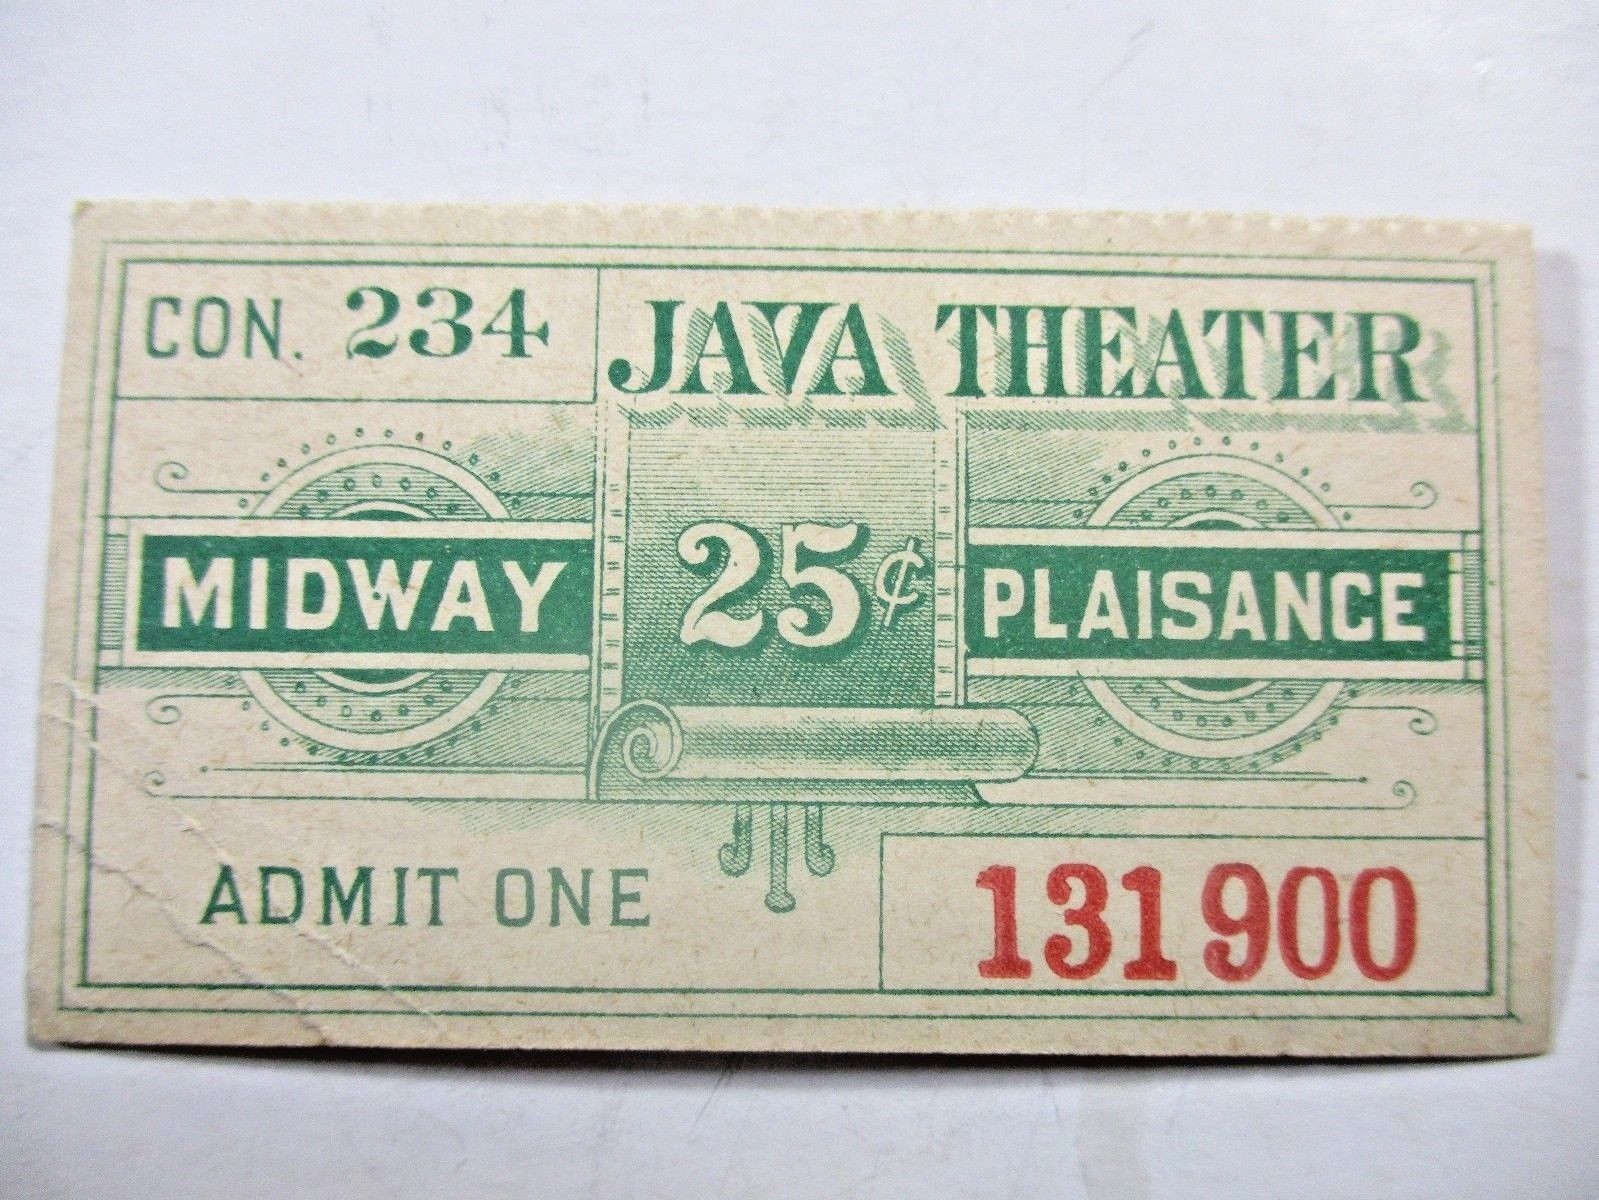 CON. 234
JAVA THEATER
MIDWAY 25¢ PLAISANCE
ADMIT ONE
131900